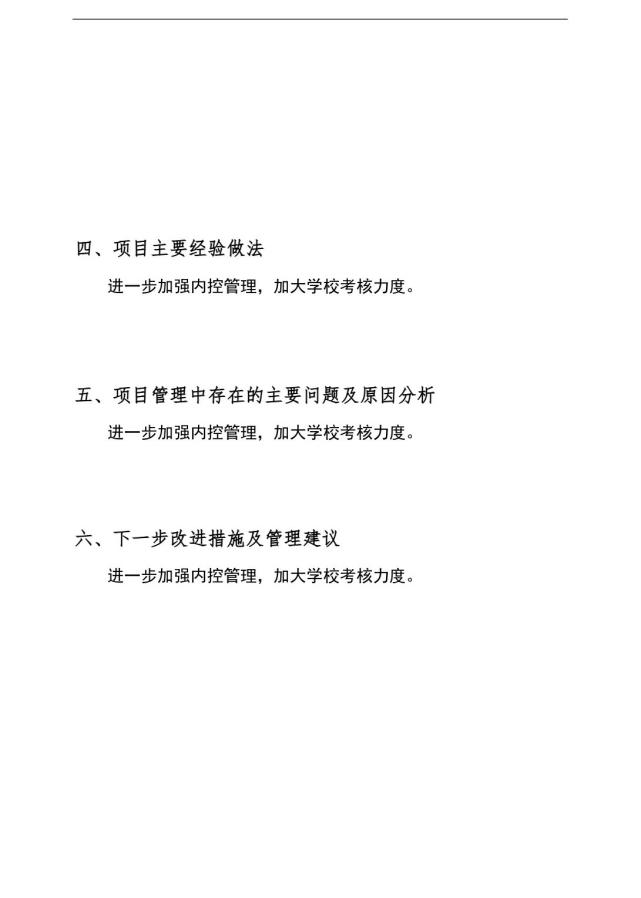 四、项目主要经验做法
进一步加强内控管理，加大学校考核力度。
五、项目管理中存在的主要问题及原因分析
进一步加强内控管理，加大学校考核力度。
六、下一步改进措施及管理建议
进一步加强内控管理，加大学校考核力度。